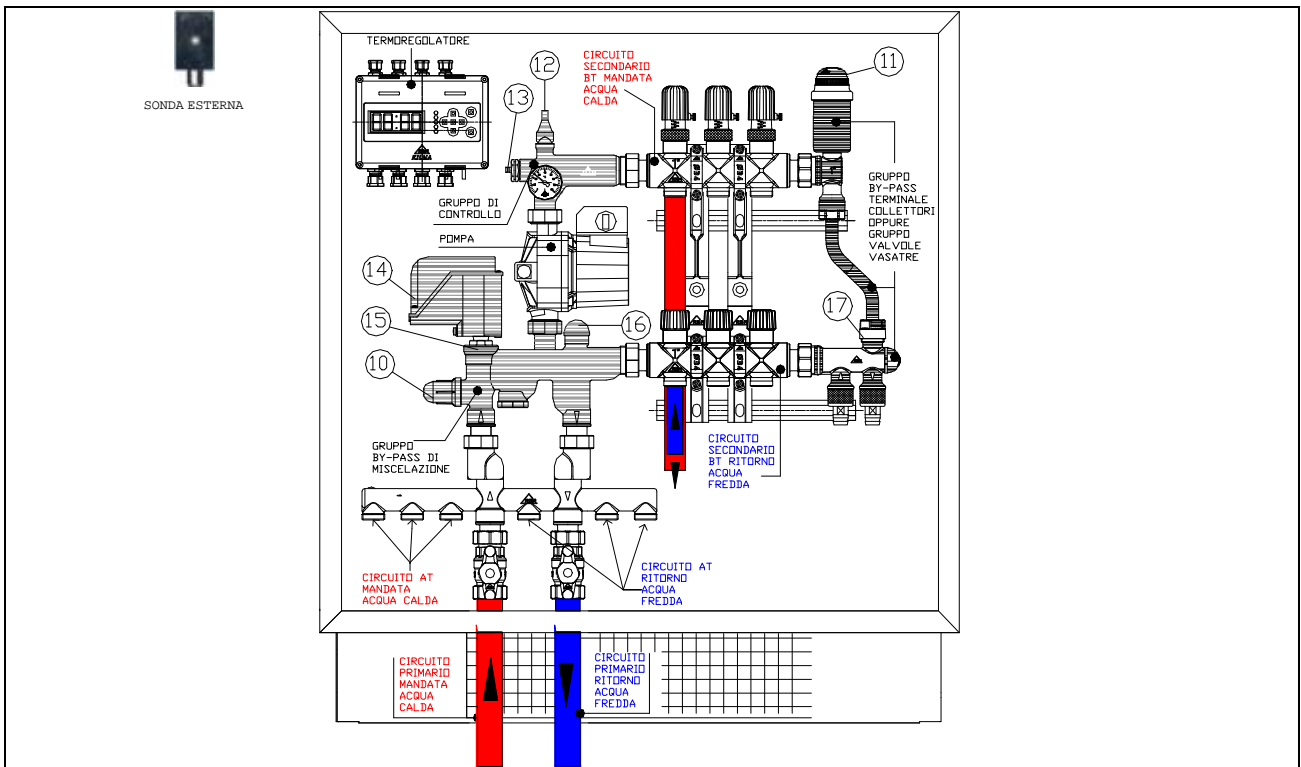 SONDA ESTERNA
TERMOREGOLATORE
12
13
CIRCUITO
SECONDARIO
BT MANDATA
ACQUA
CALDA
11
GRUPPO DI
CONTROLLO
POMPA
GRUPPO
BY-PASS
TERMINALE
COLLETTORI
OPPURE
GRUPPO
VALVOLE
VASATRE
14
15
16
17
10
GRUPPO
BY-PASS DI
MISCELAZIONE
CIRCUITO
SECONDARIO
BT RITORNO
ACQUA
FREDDA
CIRCUITO AT
MANDATA
ACQUA CALDA
CIRCUITO AT
RITORNO
ACQUA
FREDDA
CIRCUITO
PRIMARIO
MANDATA
ACQUA
CALDA
CIRCUITO
PRIMARIO
RITORNO
ACQUA
FREDDA